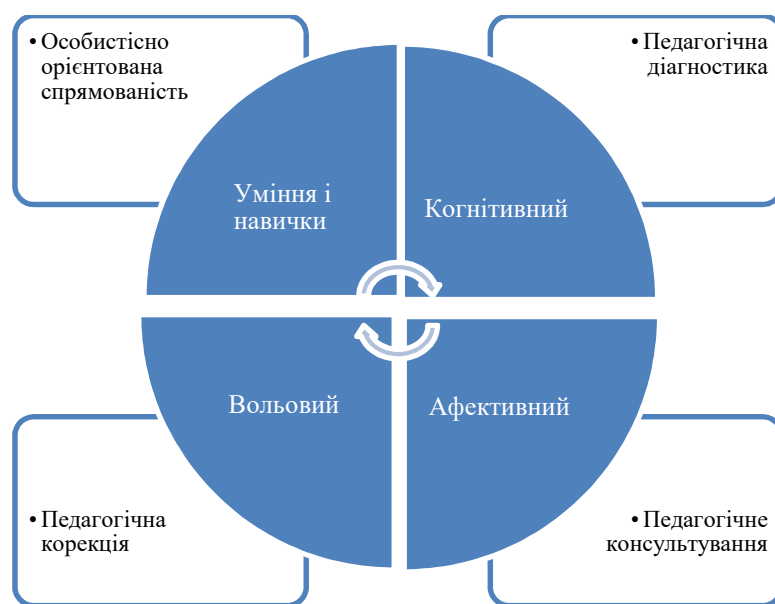 • Особистісно
орієнтована
спрямованість
• Педагогічна
діагностика
Уміння і
навички
Когнітивний
Вольовий
Афективний
• Педагогічна
корекція
• Педагогічне
консультування